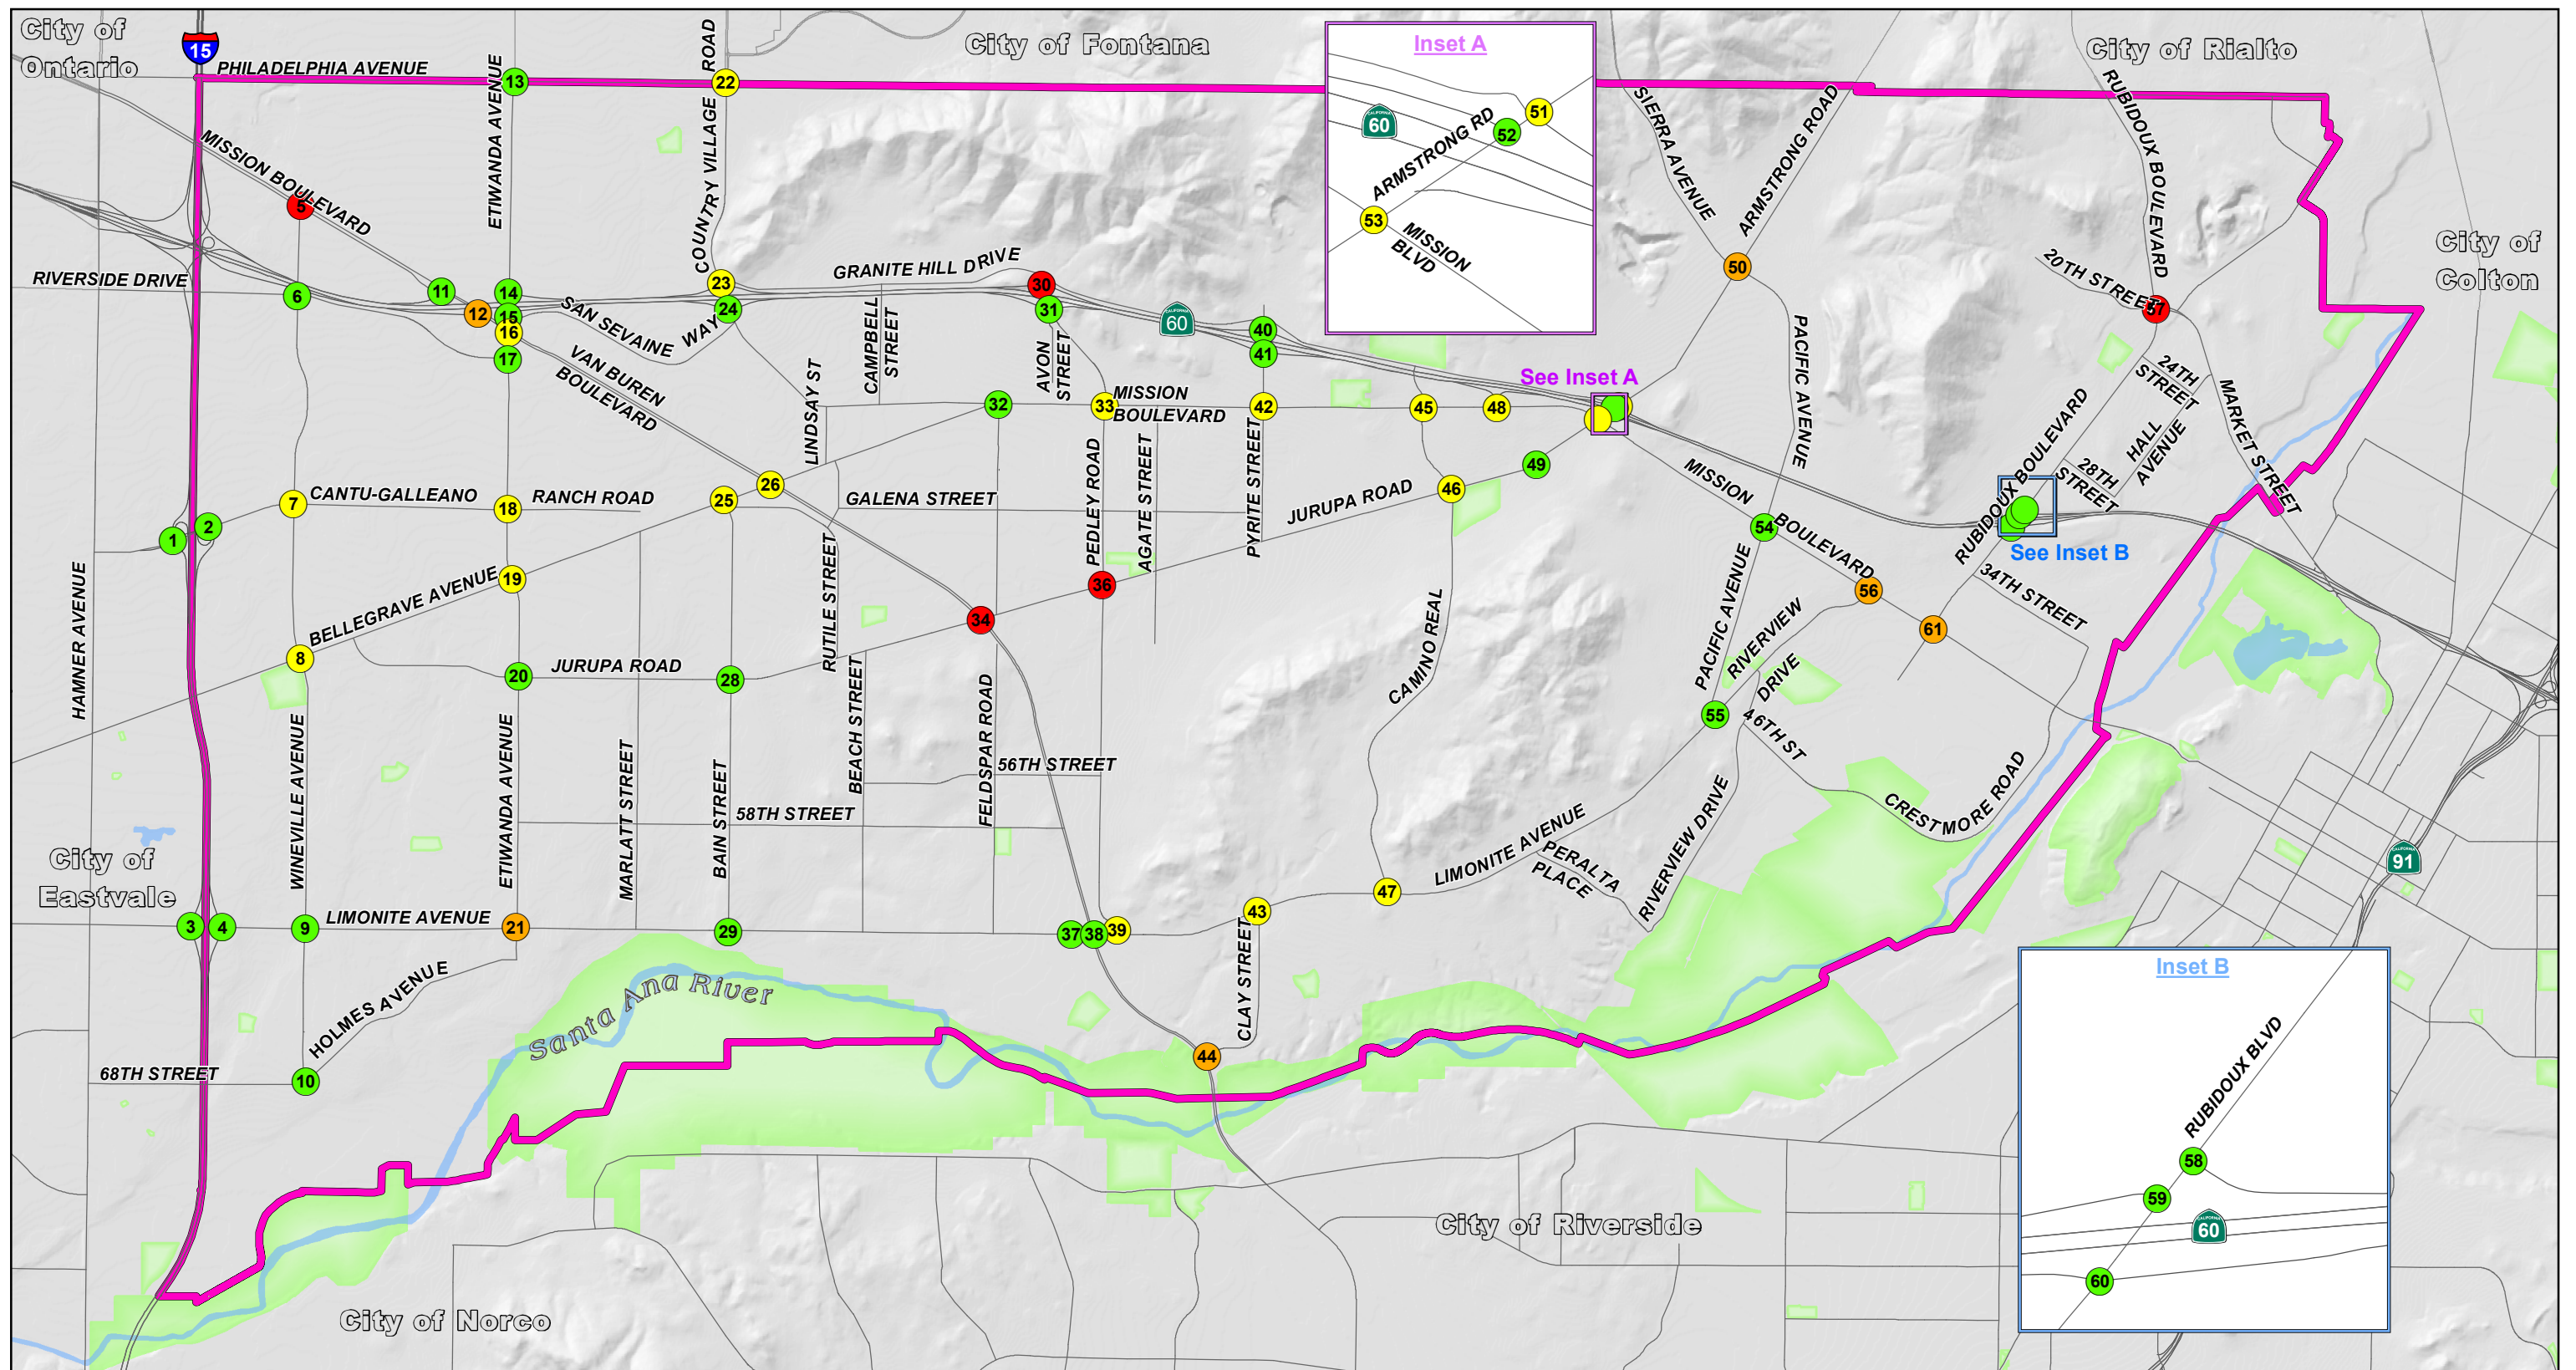 City of
Ontario
15
PHILADELPHIA AVENUE
ETIWANDA AVENUE
13
COUNTRY VILLAGE ROAD
22
City of Fontana
Inset A
60
ARMSTRONG RD
51
52
53
MISSION
BLVD
SIERRA AVENUE
ARMSTRONG ROAD
RUBIDOUX BOULEVARD
City of Rialto
City of
Colton
MISSION BOULEVARD
5
RIVERSIDE DRIVE
6
11
12
14
15
16
17
SAN SEVAINE WAY
VAN BUREN
BOULEVARD
23
24
GRANITE HILL DRIVE
30
31
60
CAMPBELL
STREET
AVON
STREET
LINDSAY ST
32
33
MISSION
BOULEVARD
40
41
42
45
48
See Inset A
50
PACIFIC AVENUE
20TH STREET
57
24TH
STREET
HALL
AVENUE
28TH
STREET
MARKET STREET
RUBIDOUX BOULEVARD
See Inset B
34TH STREET
1
2
7
CANTU-GALLEANO
RANCH ROAD
18
25
26
GALENA STREET
PEDLEY ROAD
AGATE STREET
PYRITE STREET
JURUPA ROAD
46
49
MISSION
BOULEVARD
54
56
61
HAMNER AVENUE
BELLEGRAVE AVENUE
19
8
20
JURUPA ROAD
28
RUTILE STREET
34
36
CAMINO REAL
PACIFIC AVENUE
RIVERVIEW
DRIVE
55
46TH ST
WINEVILLE AVENUE
ETIWANDA AVENUE
MARLATT STREET
BAIN STREET
BEACH STREET
FELDSPAR ROAD
56TH STREET
58TH STREET
CRESTMORE ROAD
RIVERVIEW DRIVE
LIMONITE AVENUE
PERALTA
PLACE
91
City of
Eastvale
3
4
9
LIMONITE AVENUE
21
29
37
38
39
43
47
CLAY STREET
HOLMES AVENUE
Santa Ana River
44
68TH STREET
10
Inset B
RUBIDOUX BLVD
58
59
60
60
City of Riverside
City of Norco